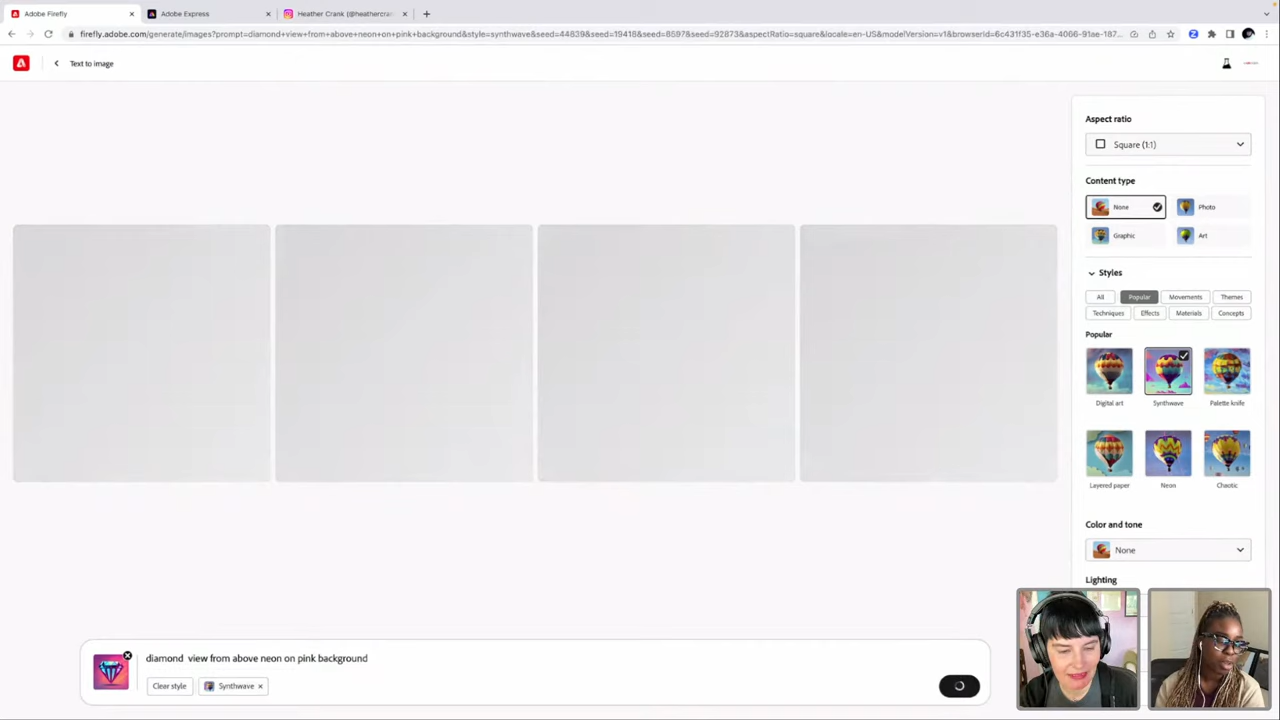 Adobe Firefly
Adobe Express
Heather Crank (@heathercran
firefly.adobe.com/generate/images?prompt=diamond+view+from+above+neon+on+pink+background&style=synthwave&seed=44839&seed=19418&seed=8597&seed=92873&aspectRatio=square&locale=en-US&modelVersion=v1&browserid=6c431f35-e36a-4066-91ae-187...
Text to image
Aspect ratio
Square (1:1)
Content type
None
Photo
Graphic
Art
Styles
All
Popular
Movements
Themes
Techniques
Effects
Materials
Concepts
Popular
Digital art
Synthwave
Palette knife
Layered paper
Neon
Chaotic
Color and tone
None
Lighting
diamond view from above neon on pink background
Clear style
Synthwave